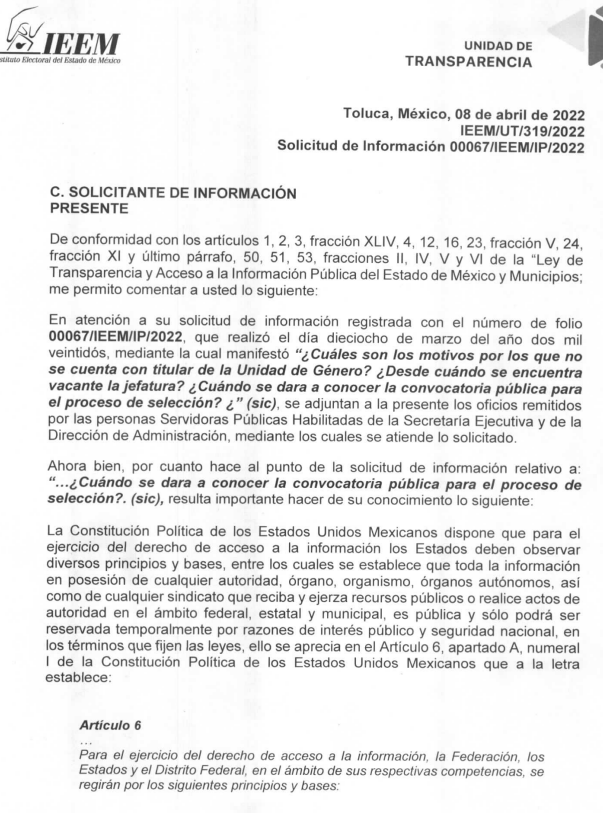 IEEM
Instituto Electoral del Estado de México
UNIDAD DE
TRANSPARENCIA
Toluca, México, 08 de abril de 2022
IEEM/UT/319/2022
Solicitud de Información 00067/IEEM/IP/2022
C. SOLICITANTE DE INFORMACIÓN
PRESENTE
De conformidad con los artículos 1, 2, 3, fracción XLIV, 4, 12, 16, 23, fracción V, 24,
fracción XI y último párrafo, 50, 51, 53, fracciones II, IV, V y VI de la “Ley de
Transparencia y Acceso a la Información Pública del Estado de México y Municipios;
me permito comentar a usted lo siguiente:
En atención a su solicitud de información registrada con el número de folio
00067/IEEM/IP/2022, que realizó el día dieciocho de marzo del año dos mil
veintidós, mediante la cual manifestó “¿Cuáles son los motivos por los que no
se cuenta con titular de la Unidad de Género? ¿Desde cuándo se encuentra
vacante la jefatura? ¿Cuándo se dara a conocer la convocatoria pública para
el proceso de selección? ¿” (sic), se adjuntan a la presente los oficios remitidos
por las personas Servidoras Públicas Habilitadas de la Secretaría Ejecutiva y de la
Dirección de Administración, mediante los cuales se atiende lo solicitado.
Ahora bien, por cuanto hace al punto de la solicitud de información relativo a:
“...¿Cuándo se dara a conocer la convocatoria pública para el proceso de
selección?. (sic), resulta importante hacer de su conocimiento lo siguiente:
La Constitución Política de los Estados Unidos Mexicanos dispone que para el
ejercicio del derecho de acceso a la información los Estados deben observar
diversos principios y bases, entre los cuales se establece que toda la información
en posesión de cualquier autoridad, órgano, organismo, órganos autónomos, así
como de cualquier sindicato que reciba y ejerza recursos públicos o realice actos de
autoridad en el ámbito federal, estatal y municipal, es pública y sólo podrá ser
reservada temporalmente por razones de interés público y seguridad nacional, en
los términos que fijen las leyes, ello se aprecia en el Artículo 6, apartado A, numeral
I de la Constitución Política de los Estados Unidos Mexicanos que a la letra
establece:
Artículo 6
...
Para el ejercicio del derecho de acceso a la información, la Federación, los
Estados y el Distrito Federal, en el ámbito de sus respectivas competencias, se
regirán por los siguientes principios y bases: